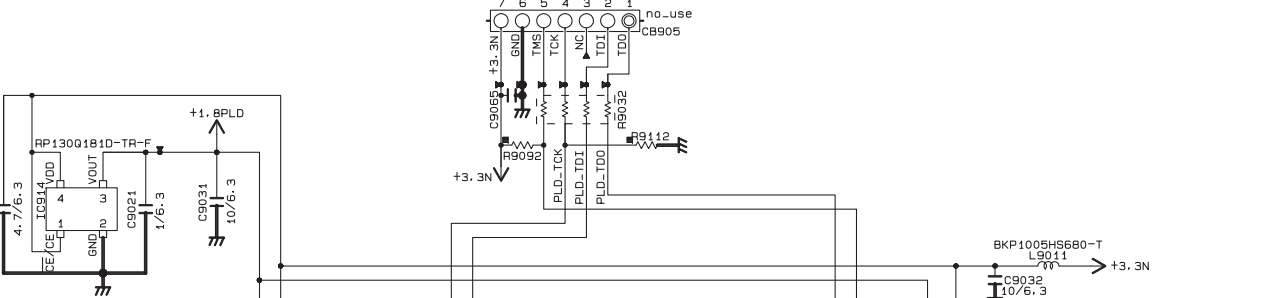 7 6 5 4 3 2 1
no_use
CB905
+3.3N
GND
TMS
TCK
NC
TDI
TDO
C9065
R9032
+1.8PLD
RP130Q181D-TR-F
R9112
R9092
+3.3N
PLD_TCK
PLD_TDI
PLD_TDO
4.7/6.3
IC914
VDD
VOUT
4 3
1 2
CE/CE
GND
C9021
1/6.3
C9031
10/6.3
BKP1005HS680-T
L9011
+3.3N
C9032
10/6.3